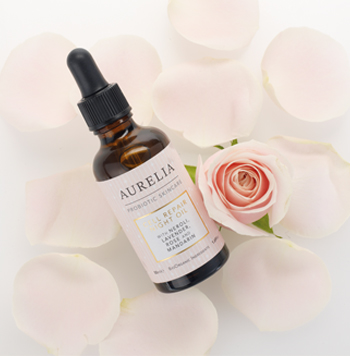 AURELIA
PROBIOTIC SKINCARE
REPAIR
NIGHT OIL
WITH NEROLI,
LAVENDER,
ROSE AND
MANDARIN